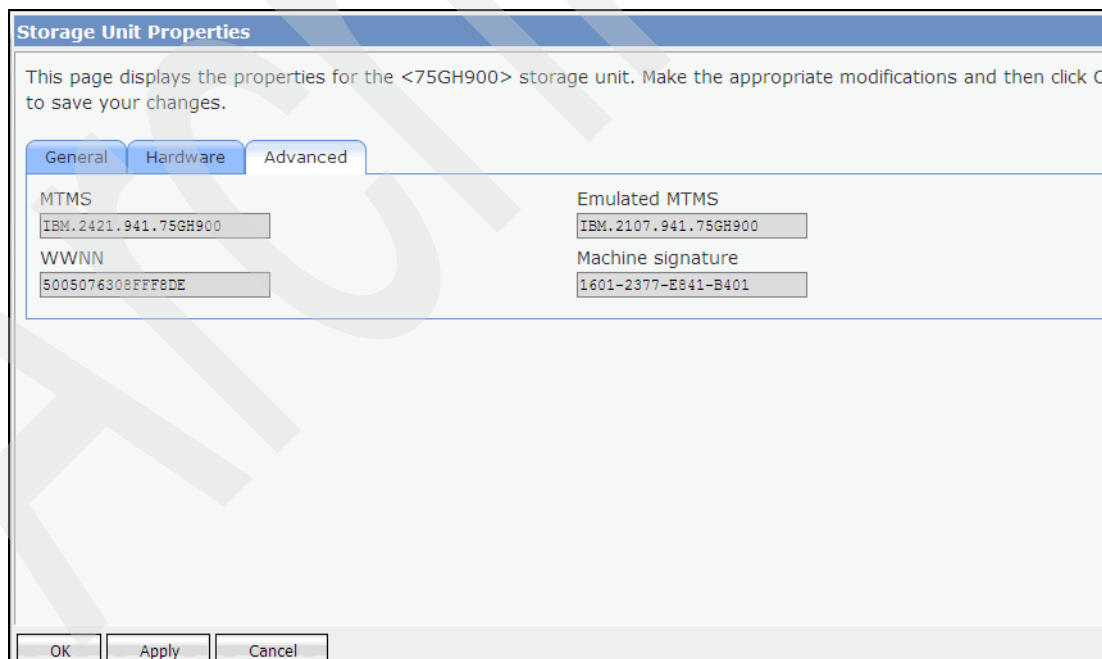 Storage Unit Properties
This page displays the properties for the <75GH900> storage unit. Make the appropriate modifications and then click
to save your changes.
General Hardware Advanced
MTMS Emulated MTMS
IBM.2421.941.75GH900 IBM.2107.941.75GH900
WWNN Machine signature
5005076308FFF8DE 1601-2377-E841-B401
OK Apply Cancel